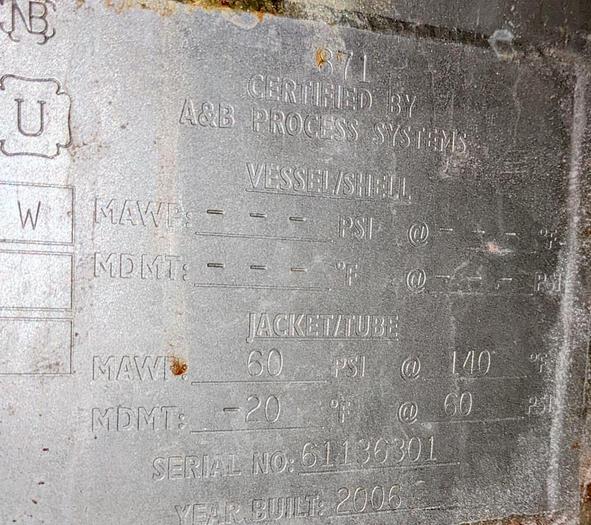 NB
871
CERTIFIED BY
U
A&B PROCESS SYSTEMS
VESSEL/SHELL
W
MAWP: - - - PSI @ - - - °F
MDMT: - - - °F @ - - - PSI
JACKET/TUBE
MAWP: 60 PSI @ 140 °F
MDMT: -20 °F @ 60 PSI
SERIAL NO: 61136301
YEAR BUILT: 2006